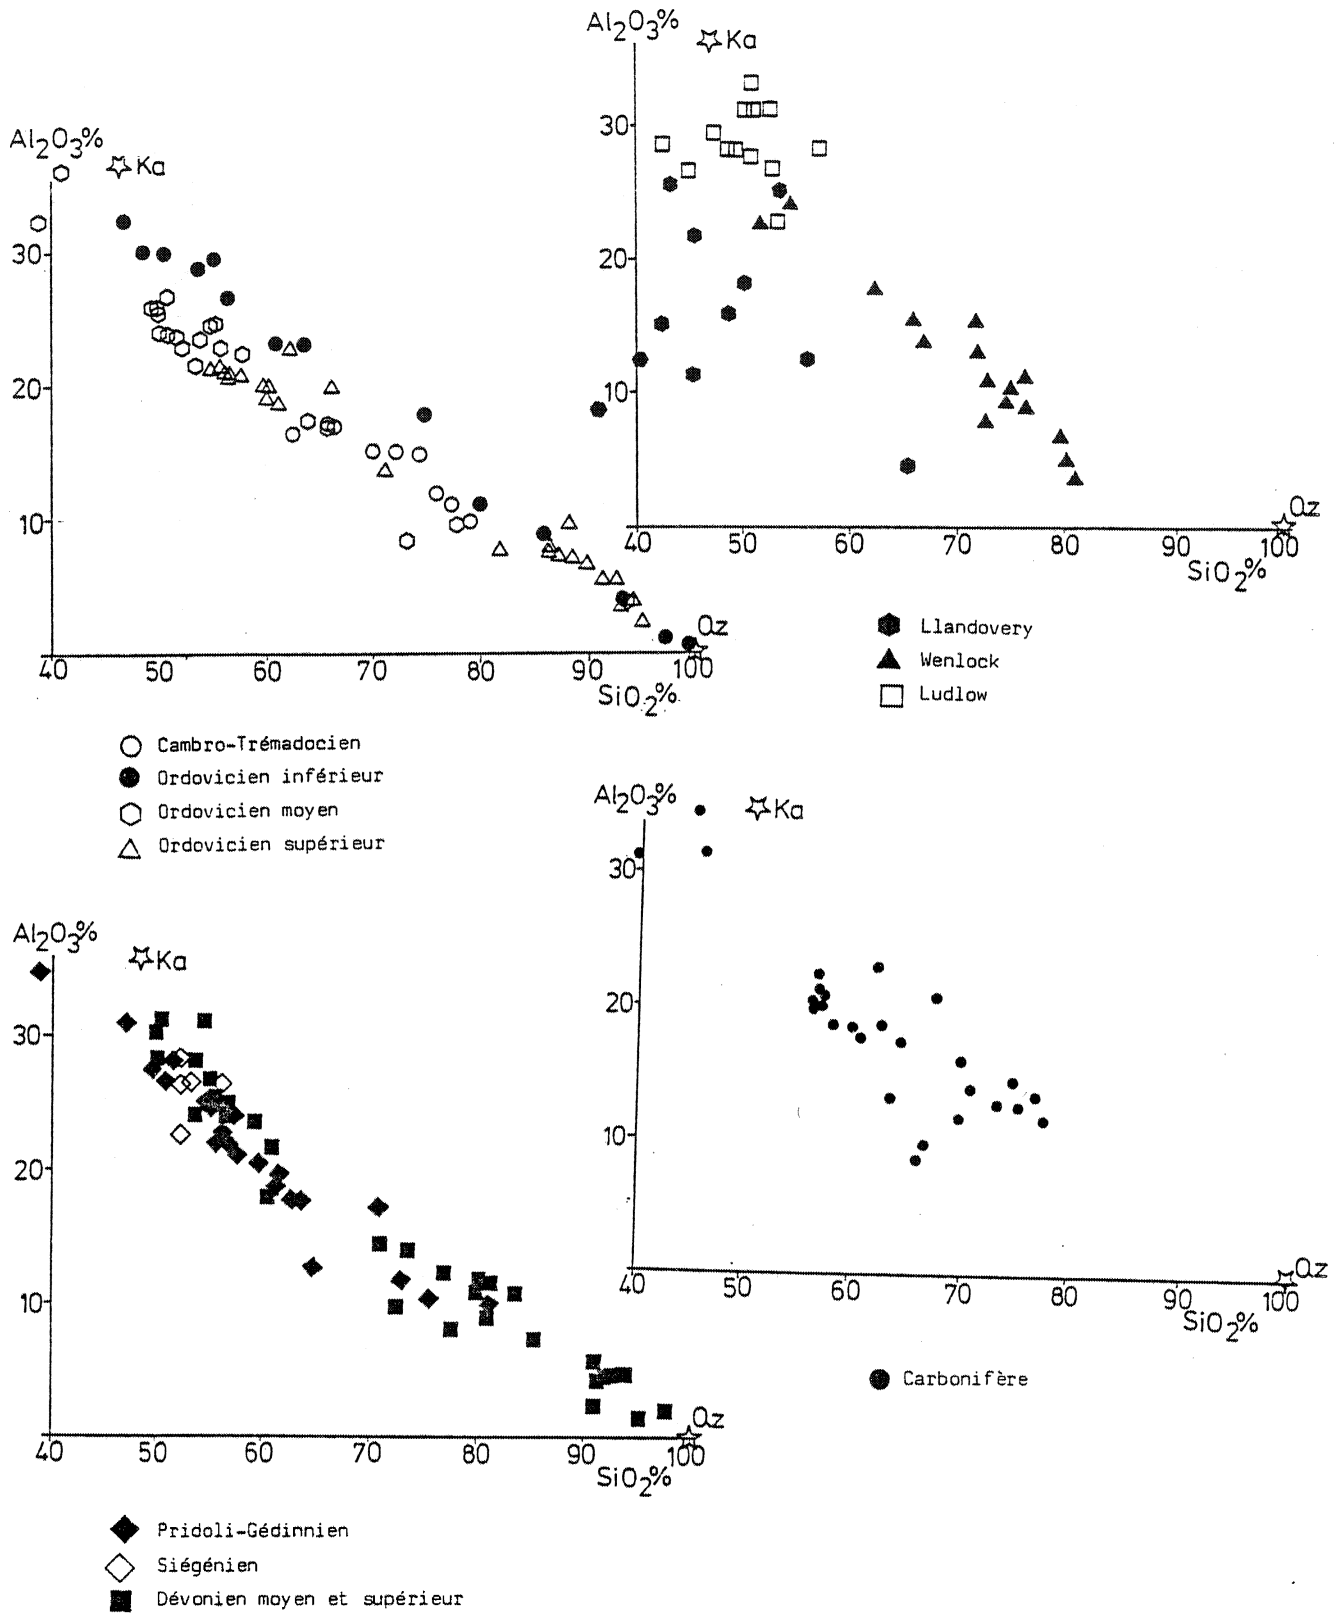 Al2O3%
Ka
30
20
10
40 50 60 70 80 90 100
Qz
SiO2%
Cambro-Trémadocien
Ordovicien inférieur
Ordovicien moyen
Ordovicien supérieur
Al2O3%
Ka
30
20
10
40 50 60 70 80 90 100
Qz
SiO2%
Llandovery
Wenlock
Ludlow
Al2O3%
Ka
30
20
10
40 50 60 70 80 90 100
Qz
SiO2%
Pridoli-Gédinnien
Siégénien
Dévonien moyen et supérieur
Al2O3%
Ka
30
20
10
40 50 60 70 80 90 100
Qz
SiO2%
Carbonifère